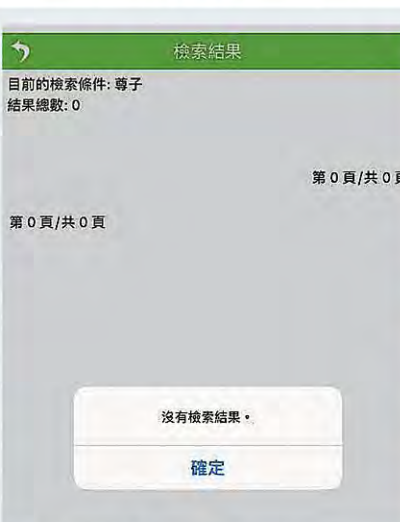 檢索結果
目前的檢索條件: 尊子
結果總數: 0
第 0 頁/共 0 頁
第 0 頁/共 0 頁
沒有檢索結果。
確定